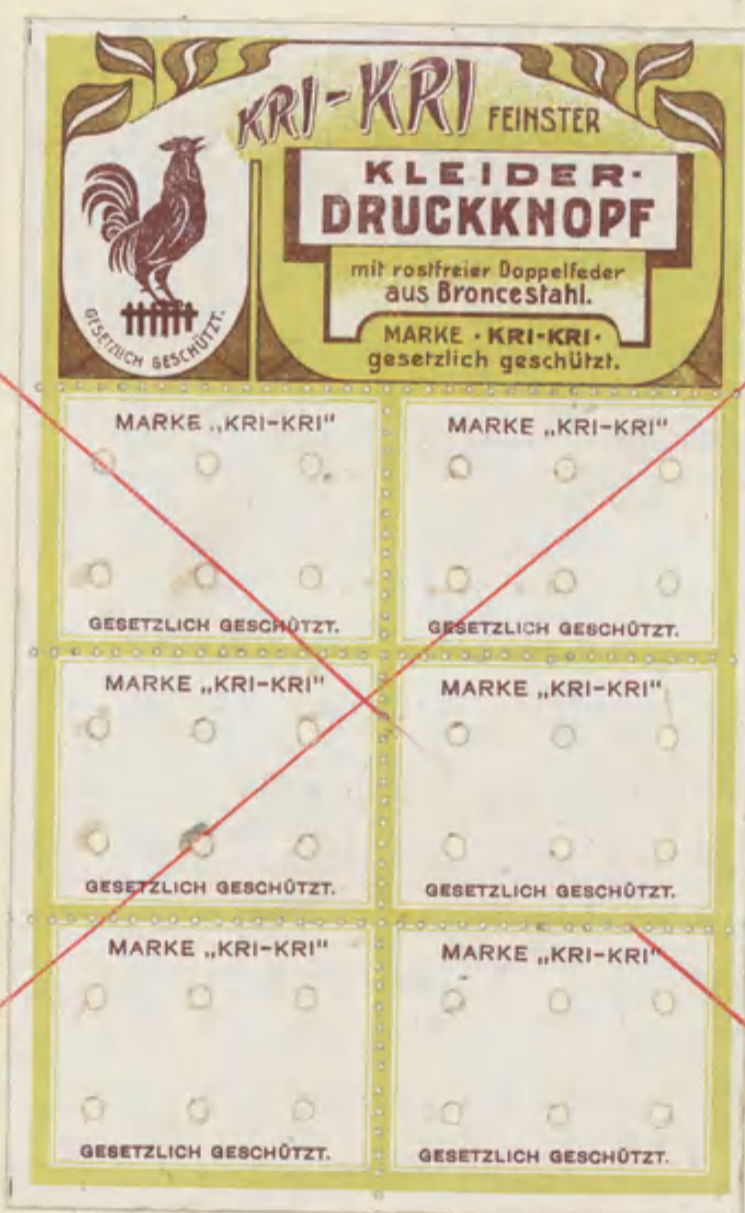 KRI-KRI FEINSTER
KLEIDER-
DRUCKKNOPF
mit rostfreier Doppelfeder
aus Broncestahl.
MARKE · KRI-KRI ·
gesetzlich geschützt.
GESETZLICH GESCHÜTZT.
MARKE „KRI-KRI"
GESETZLICH GESCHÜTZT.
MARKE „KRI-KRI"
GESETZLICH GESCHÜTZT.
MARKE „KRI-KRI"
GESETZLICH GESCHÜTZT.
MARKE „KRI-KRI"
GESETZLICH GESCHÜTZT.
MARKE „KRI-KRI"
GESETZLICH GESCHÜTZT.
MARKE „KRI-KRI"
GESETZLICH GESCHÜTZT.